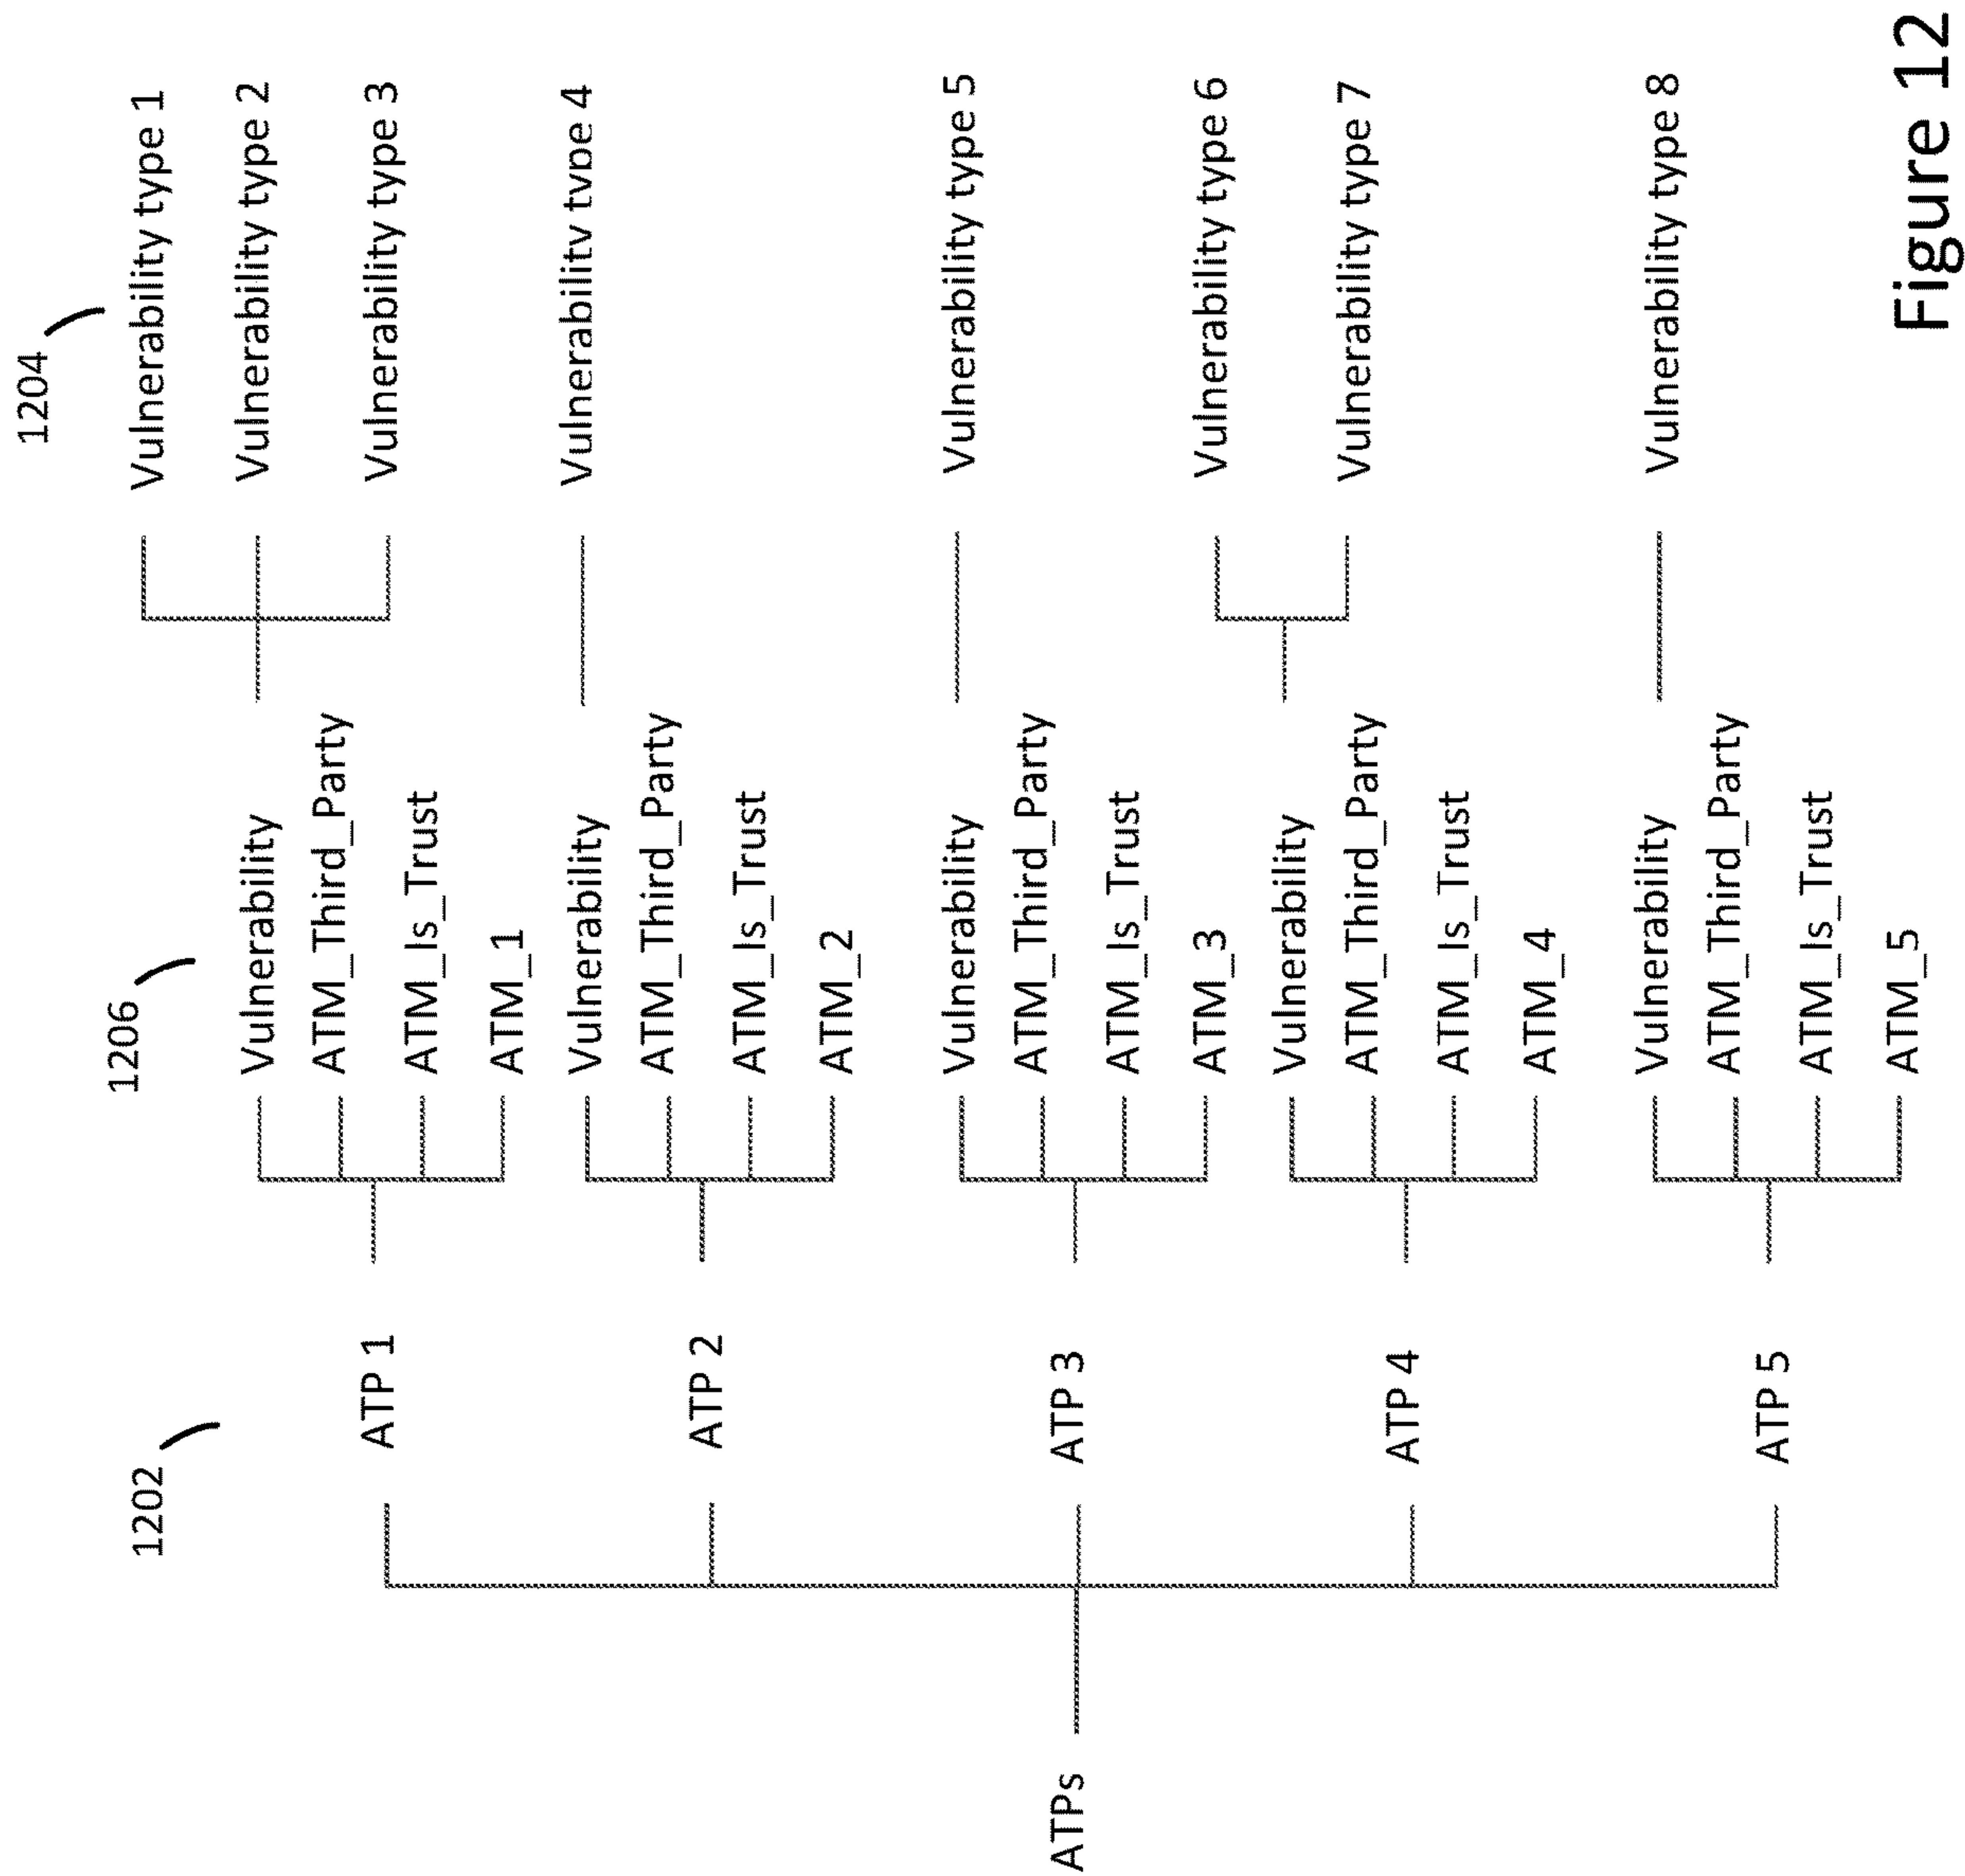 1204
1206
1202
Vulnerability type 1
Vulnerability type 2
Vulnerability type 3
Vulnerability type 4
Vulnerability type 5
Vulnerability type 6
Vulnerability type 7
Vulnerability type 8
Vulnerability
ATM_Third_Party
ATM_Is_Trust
ATM_1
Vulnerability
ATM_Third_Party
ATM_Is_Trust
ATM_2
Vulnerability
ATM_Third_Party
ATM_Is_Trust
ATM_3
Vulnerability
ATM_Third_Party
ATM_Is_Trust
ATM_4
Vulnerability
ATM_Third_Party
ATM_Is_Trust
ATM_5
ATP 1
ATP 2
ATP 3
ATP 4
ATP 5
ATPs
Figure 12